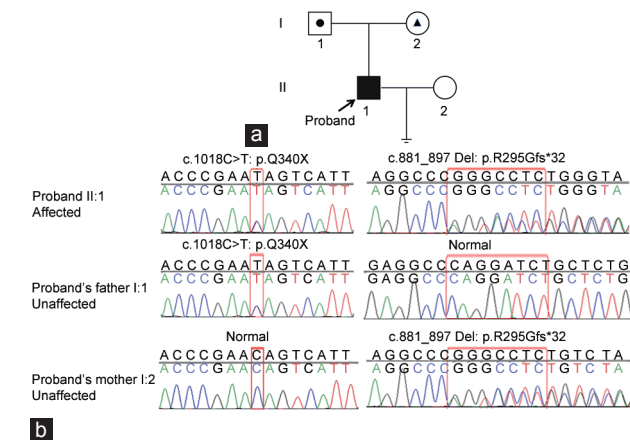 I
1
2
II
Proband
1
2
a
c.1018C>T: p.Q340X
c.881_897 Del: p.R295Gfs*32
Proband II:1
Affected
ACCCGAATAGTCATT
ACCCGAATAGTCATT
AGGCCCGGGCCTCTGGGTA
AGGCCCGGGCCTCTGGGTA
c.1018C>T: p.Q340X
Normal
Proband's father I:1
Unaffected
ACCCGAATAGTCATT
ACCCGAATAGTCATT
GAGGCCCAGGATCTGCTCTG
GAGGCCCAGGATCTGCTCTG
Normal
c.881_897 Del: p.R295Gfs*32
Proband's mother I:2
Unaffected
ACCCGAACAGTCATT
ACCCGAACAGTCATT
AGGCCCGGGCCTCTGTCTA
AGGCCCGGGCCTCTGTCTA
b